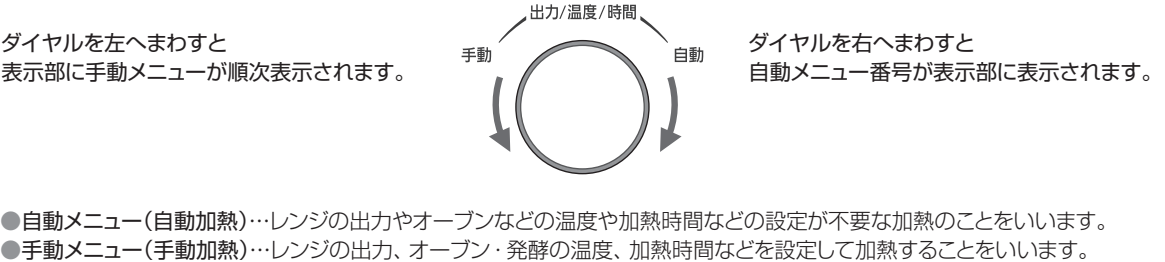 出力/温度/時間
手動
自動
ダイヤルを左へまわすと
表示部に手動メニューが順次表示されます。
ダイヤルを右へまわすと
自動メニュー番号が表示部に表示されます。
●自動メニュー(自動加熱)…レンジの出力やオーブンなどの温度や加熱時間などの設定が不要な加熱のことをいいます。
●手動メニュー(手動加熱)…レンジの出力、オーブン・発酵の温度、加熱時間などを設定して加熱することをいいます。